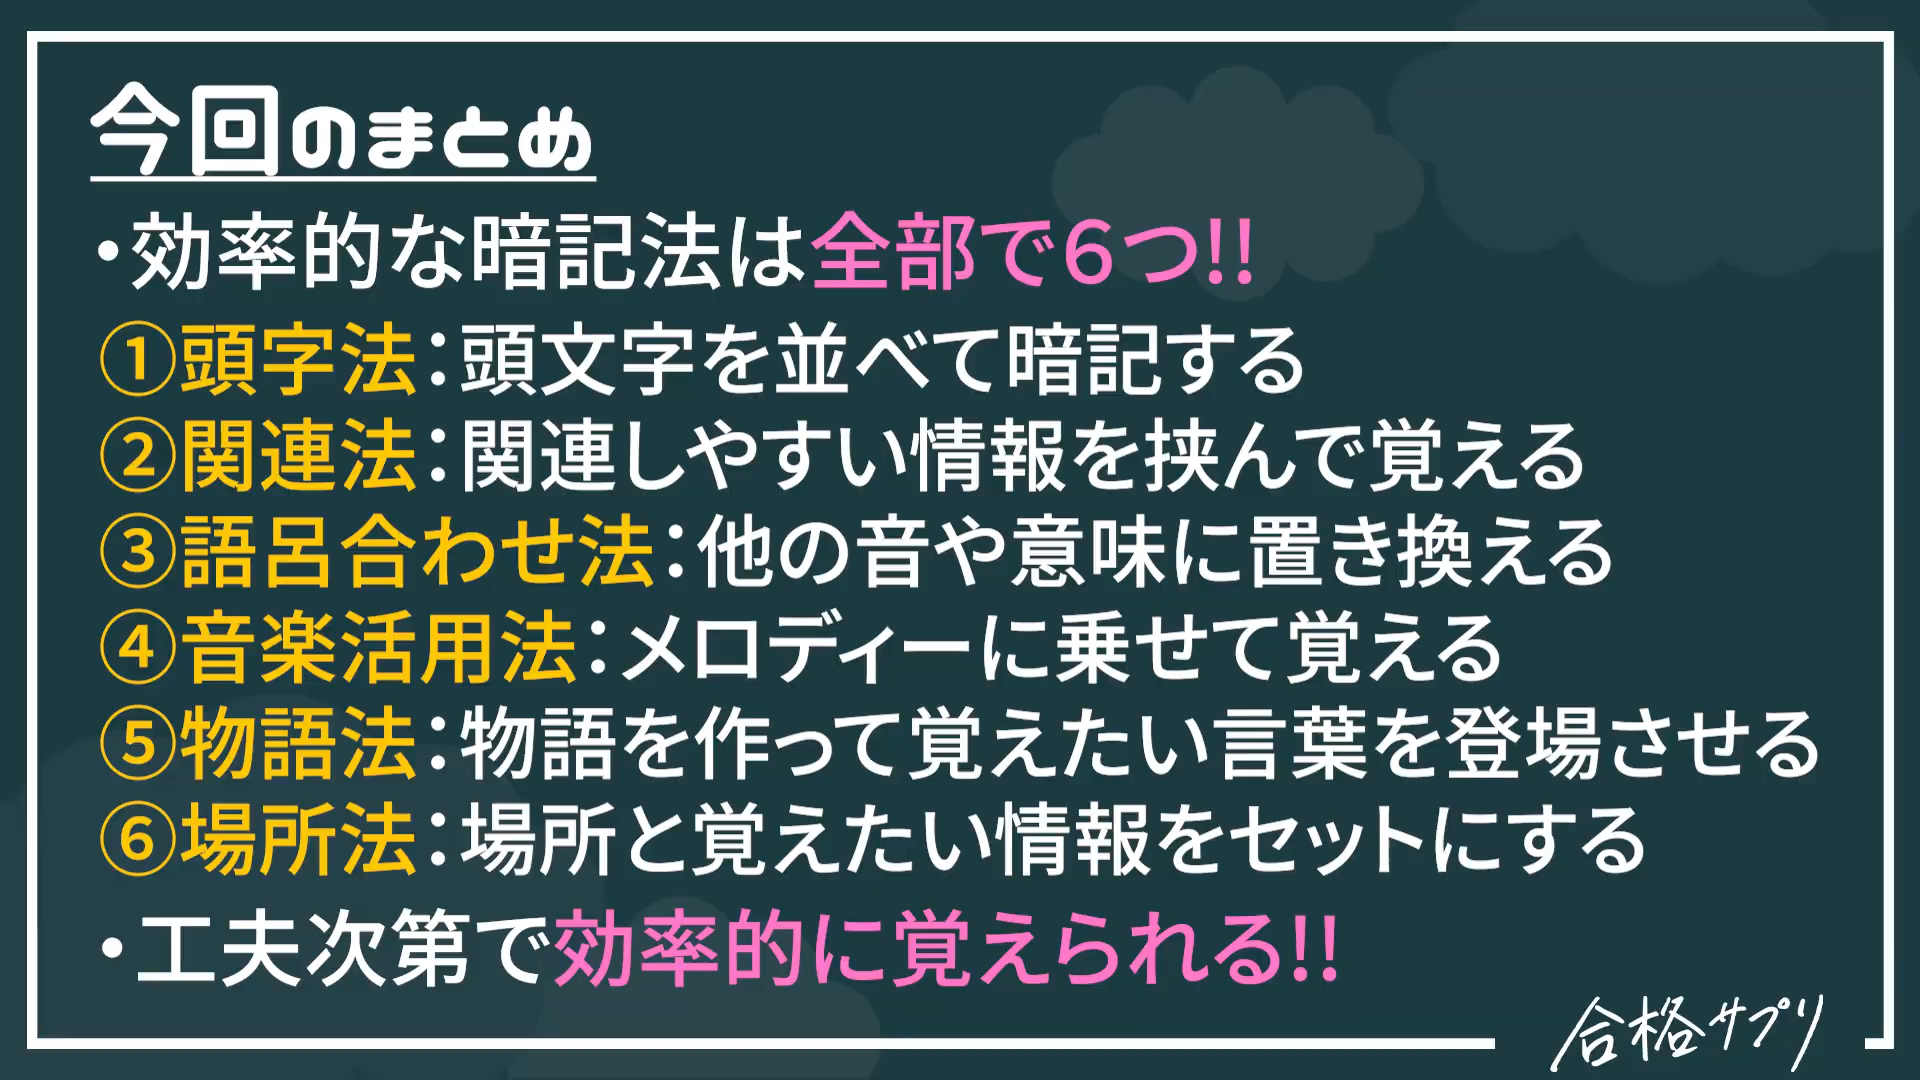 今回のまとめ
・効率的な暗記法は全部で6つ!!
①頭字法：頭文字を並べて暗記する
②関連法：関連しやすい情報を挟んで覚える
③語呂合わせ法：他の音や意味に置き換える
④音楽活用法：メロディーに乗せて覚える
⑤物語法：物語を作って覚えたい言葉を登場させる
⑥場所法：場所と覚えたい情報をセットにする
・工夫次第で効率的に覚えられる!!
合格サプリ